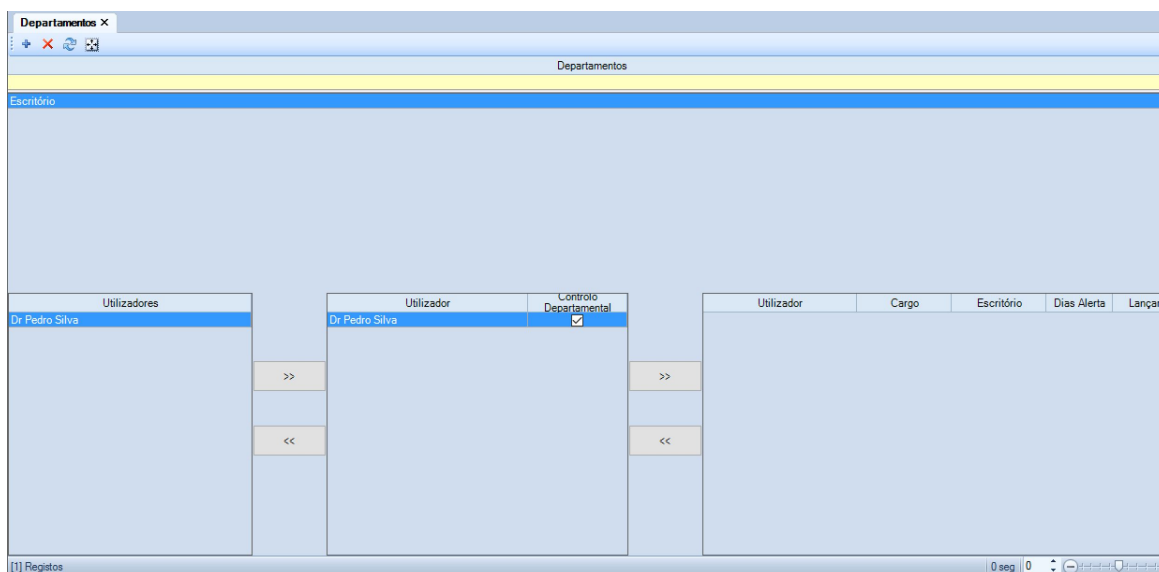 Departamentos
Departamentos
Escritório
Utilizadores
Utilizador
Controlo
Departamental
Utilizador
Cargo
Escritório
Dias Alerta
Lançar
Dr Pedro Silva
Dr Pedro Silva
>>
>>
<<
<<
[1] Registos
0 seg
0